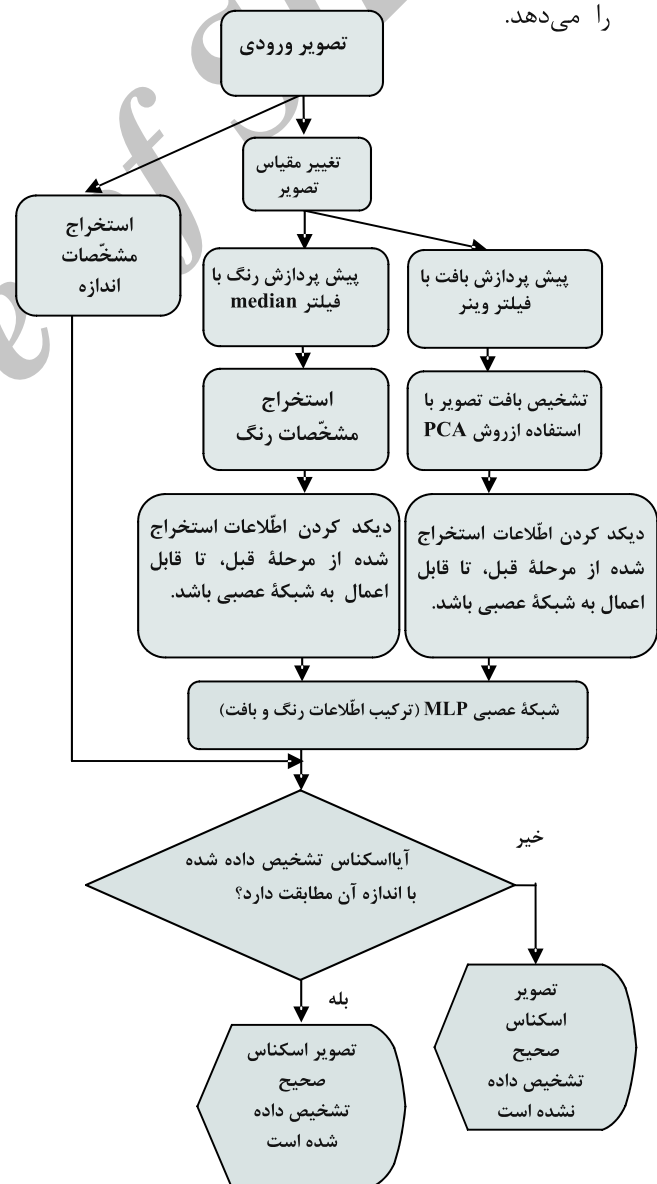 را می‌دهد.
تصویر ورودی
تغییر مقیاس
تصویر
استخراج
مشخّصات
اندازه
پیش پردازش رنگ با
فیلتر median
پیش پردازش بافت با
فیلتر وینر
استخراج
مشخّصات رنگ
تشخیص بافت تصویر با
استفاده ازروش PCA
دیکد کردن اطّلاعات استخراج
شده از مرحلهٔ قبل، تا قابل
اعمال به شبکهٔ عصبی باشد.
دیکد کردن اطّلاعات استخراج
شده از مرحلهٔ قبل، تا قابل
اعمال به شبکهٔ عصبی باشد.
شبکهٔ عصبی MLP (ترکیب اطّلاعات رنگ و بافت)
آیااسکناس تشخیص داده شده
با اندازه آن مطابقت دارد؟
خیر
بله
تصویر
اسکناس
صحیح
تشخیص داده
نشده است
تصویر اسکناس
صحیح
تشخیص داده
شده است